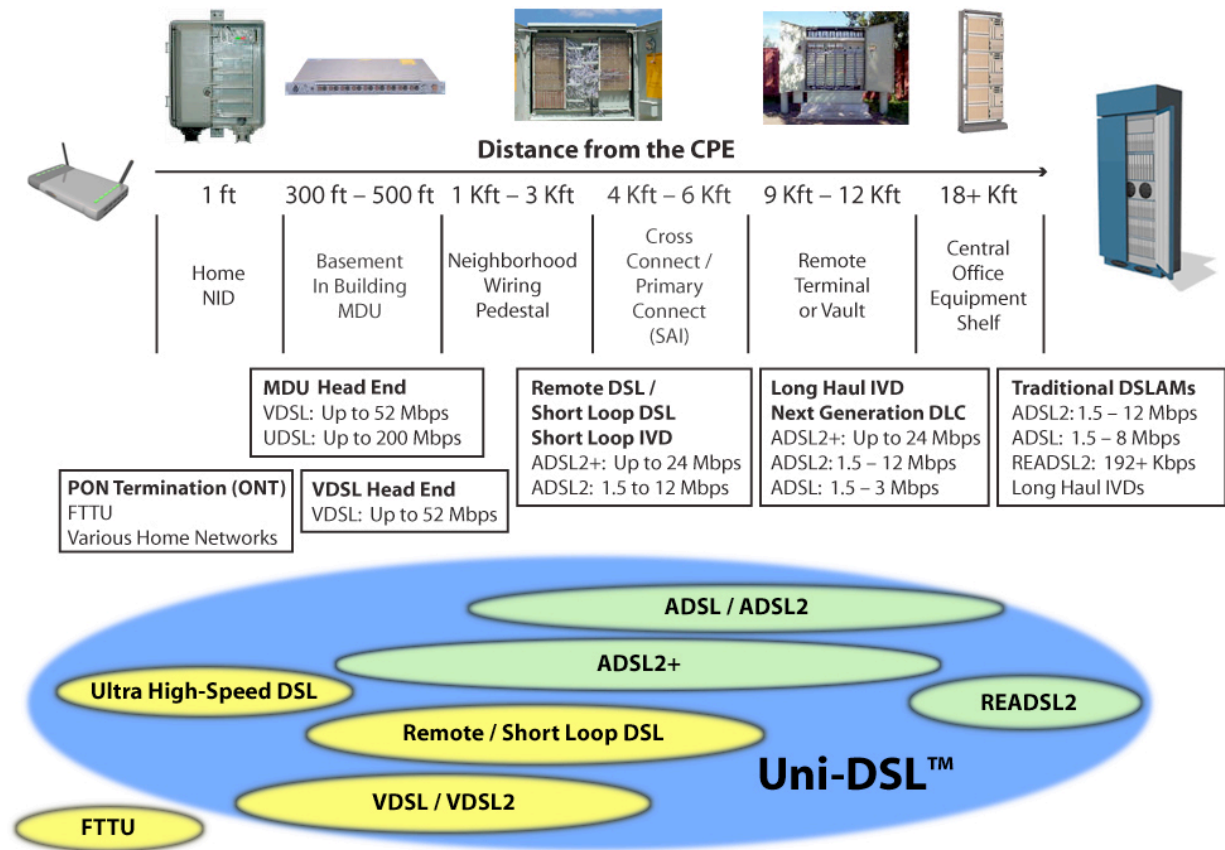 Distance from the CPE
1 ft
300 ft – 500 ft
1 Kft – 3 Kft
4 Kft – 6 Kft
9 Kft – 12 Kft
18+ Kft
Home
NID
Basement
In Building
MDU
Neighborhood
Wiring
Pedestal
Cross
Connect /
Primary
Connect
(SAI)
Remote
Terminal
or Vault
Central
Office
Equipment
Shelf
MDU Head End
VDSL: Up to 52 Mbps
UDSL: Up to 200 Mbps
PON Termination (ONT)
FTTU
Various Home Networks
VDSL Head End
VDSL: Up to 52 Mbps
Remote DSL /
Short Loop DSL
Short Loop IVD
ADSL2+: Up to 24 Mbps
ADSL2: 1.5 to 12 Mbps
Long Haul IVD
Next Generation DLC
ADSL2+: Up to 24 Mbps
ADSL2: 1.5 – 12 Mbps
ADSL: 1.5 – 3 Mbps
Traditional DSLAMs
ADSL2: 1.5 – 12 Mbps
ADSL: 1.5 – 8 Mbps
READSL2: 192+ Kbps
Long Haul IVDs
ADSL / ADSL2
ADSL2+
Ultra High-Speed DSL
READSL2
Remote / Short Loop DSL
Uni-DSL™
VDSL / VDSL2
FTTU